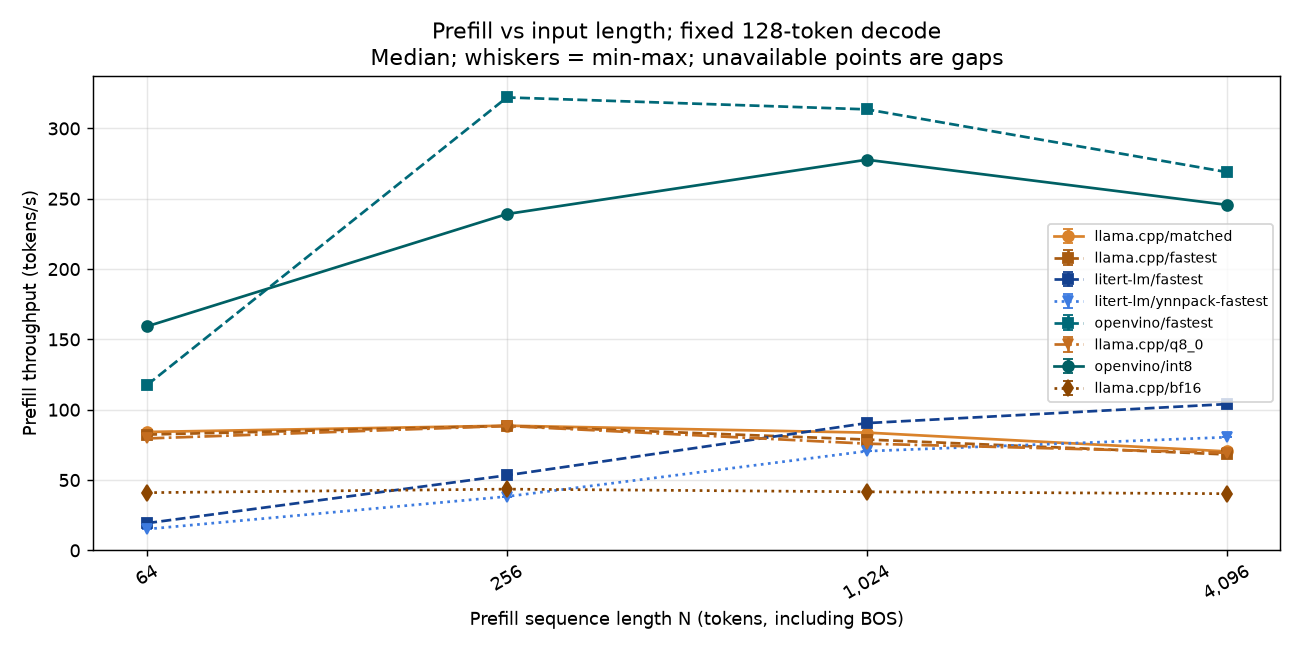 Prefill vs input length; fixed 128-token decode
Median; whiskers = min-max; unavailable points are gaps
Prefill throughput (tokens/s)
300
250
200
150
100
50
0
llama.cpp/matched
llama.cpp/fastest
litert-lm/fastest
litert-lm/ynnpack-fastest
openvino/fastest
llama.cpp/q8_0
openvino/int8
llama.cpp/bf16
64
256
1,024
4,096
Prefill sequence length N (tokens, including BOS)